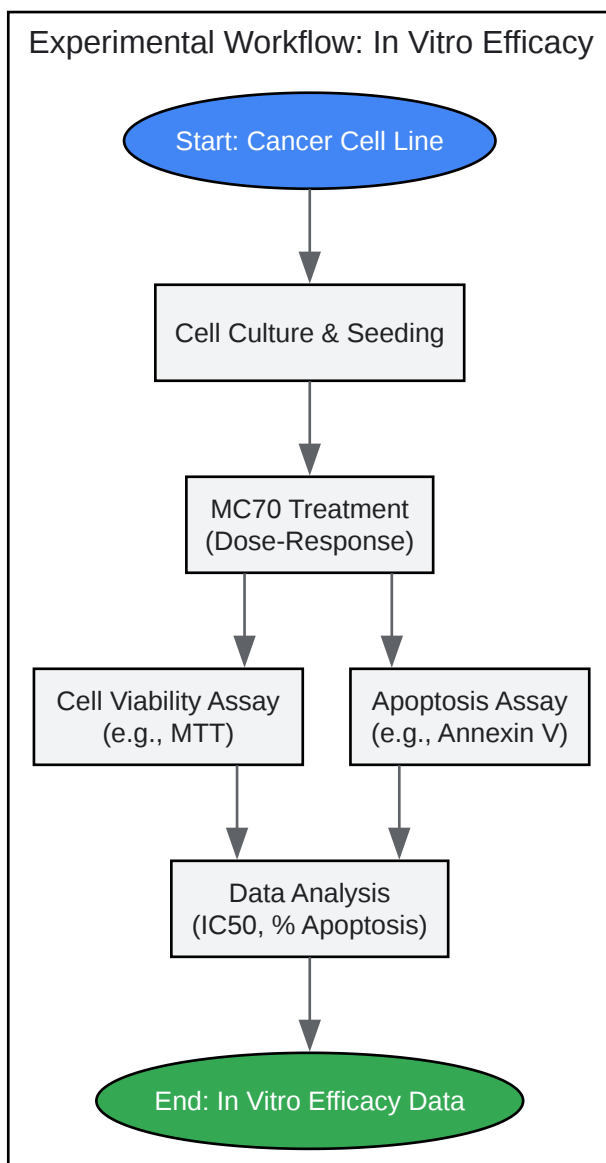 Experimental Workflow: In Vitro Efficacy
Start: Cancer Cell Line
Cell Culture & Seeding
MC70 Treatment
(Dose-Response)
Cell Viability Assay
(e.g., MTT)
Apoptosis Assay
(e.g., Annexin V)
Data Analysis
(IC50, % Apoptosis)
End: In Vitro Efficacy Data